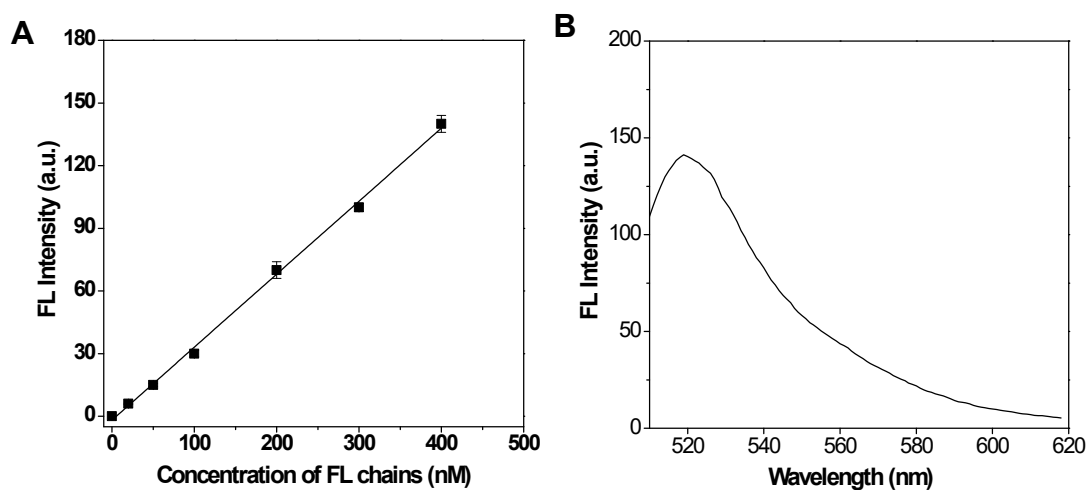 A
180
150
120
90
60
30
0
FL Intensity (a.u.)
0 100 200 300 400 500
Concentration of FL chains (nM)
B
200
150
100
50
0
FL Intensity (a.u.)
520 540 560 580 600 620
Wavelength (nm)